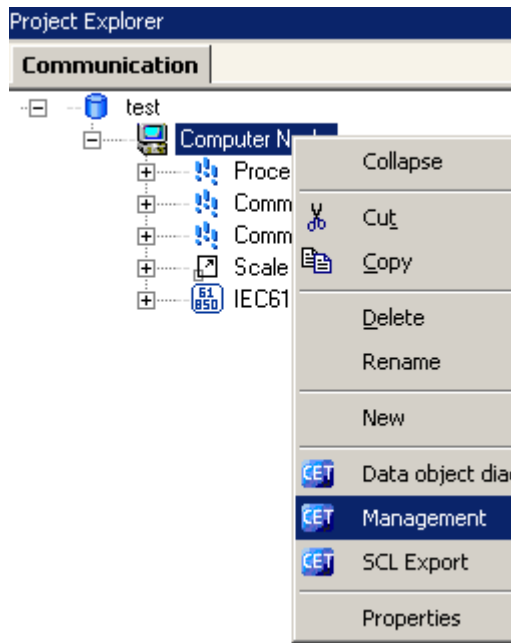 Project Explorer
Communication
test
Computer
Collapse
Proce
Comm
Cut
Comm
Copy
Scale
IEC61
61
850
Delete
Rename
New
CET Data object dia
CET Management
CET SCL Export
Properties